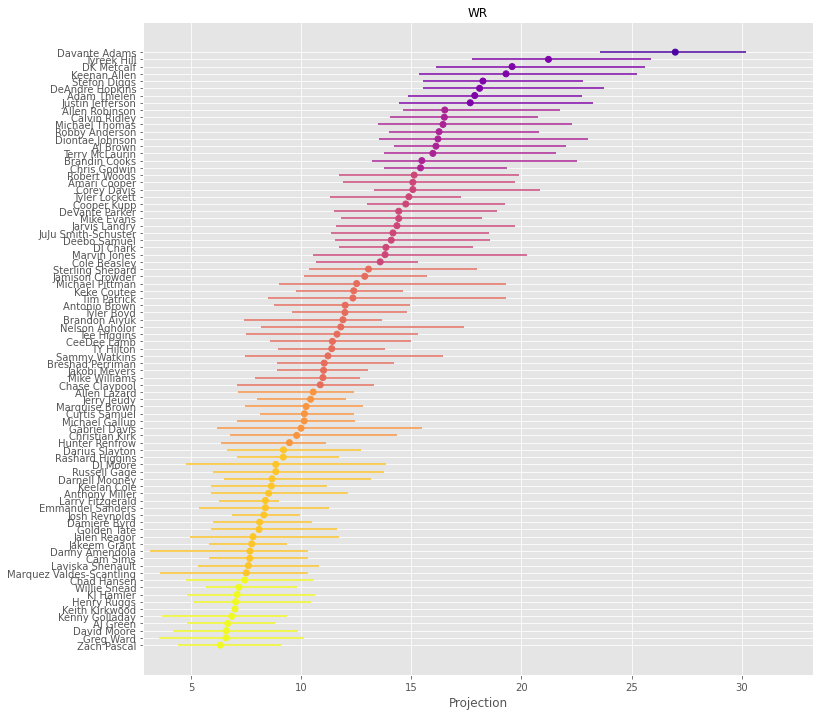 WR
Davante Adams
Tyreek Hill
DK Metcalf
Keenan Allen
Stefon Diggs
DeAndre Hopkins
Adam Thielen
Justin Jefferson
Allen Robinson
Calvin Ridley
Michael Thomas
Robby Anderson
Diontae Johnson
AJ Brown
Terry McLaurin
Brandin Cooks
Chris Godwin
Robert Woods
Amari Cooper
Corey Davis
Tyler Lockett
Cooper Kupp
DeVante Parker
Mike Evans
Jarvis Landry
JuJu Smith-Schuster
Deebo Samuel
DJ Chark
Marvin Jones
Cole Beasley
Sterling Shepard
Jamison Crowder
Michael Pittman
Keke Coutee
Tim Patrick
Antonio Brown
Tyler Boyd
Brandon Aiyuk
Nelson Agholor
Tee Higgins
CeeDee Lamb
TY Hilton
Sammy Watkins
Breshad Perriman
Jakobi Meyers
Mike Williams
Chase Claypool
Allen Lazard
Jerry Jeudy
Marquise Brown
Curtis Samuel
Michael Gallup
Gabriel Davis
Christian Kirk
Hunter Renfrow
Darius Slayton
Rashard Higgins
DJ Moore
Russell Gage
Darnell Mooney
Keelan Cole
Anthony Miller
Larry Fitzgerald
Emmanuel Sanders
Josh Reynolds
Damiere Byrd
Golden Tate
Jalen Reagor
Jakeem Grant
Danny Amendola
Cam Sims
Laviska Shenault
Marquez Valdes-Scantling
Chad Hansen
Willie Snead
KJ Hamler
Henry Ruggs
Keith Kirkwood
Kenny Golladay
AJ Green
David Moore
Greg Ward
Zach Pascal
5 10 15 20 25 30
Projection